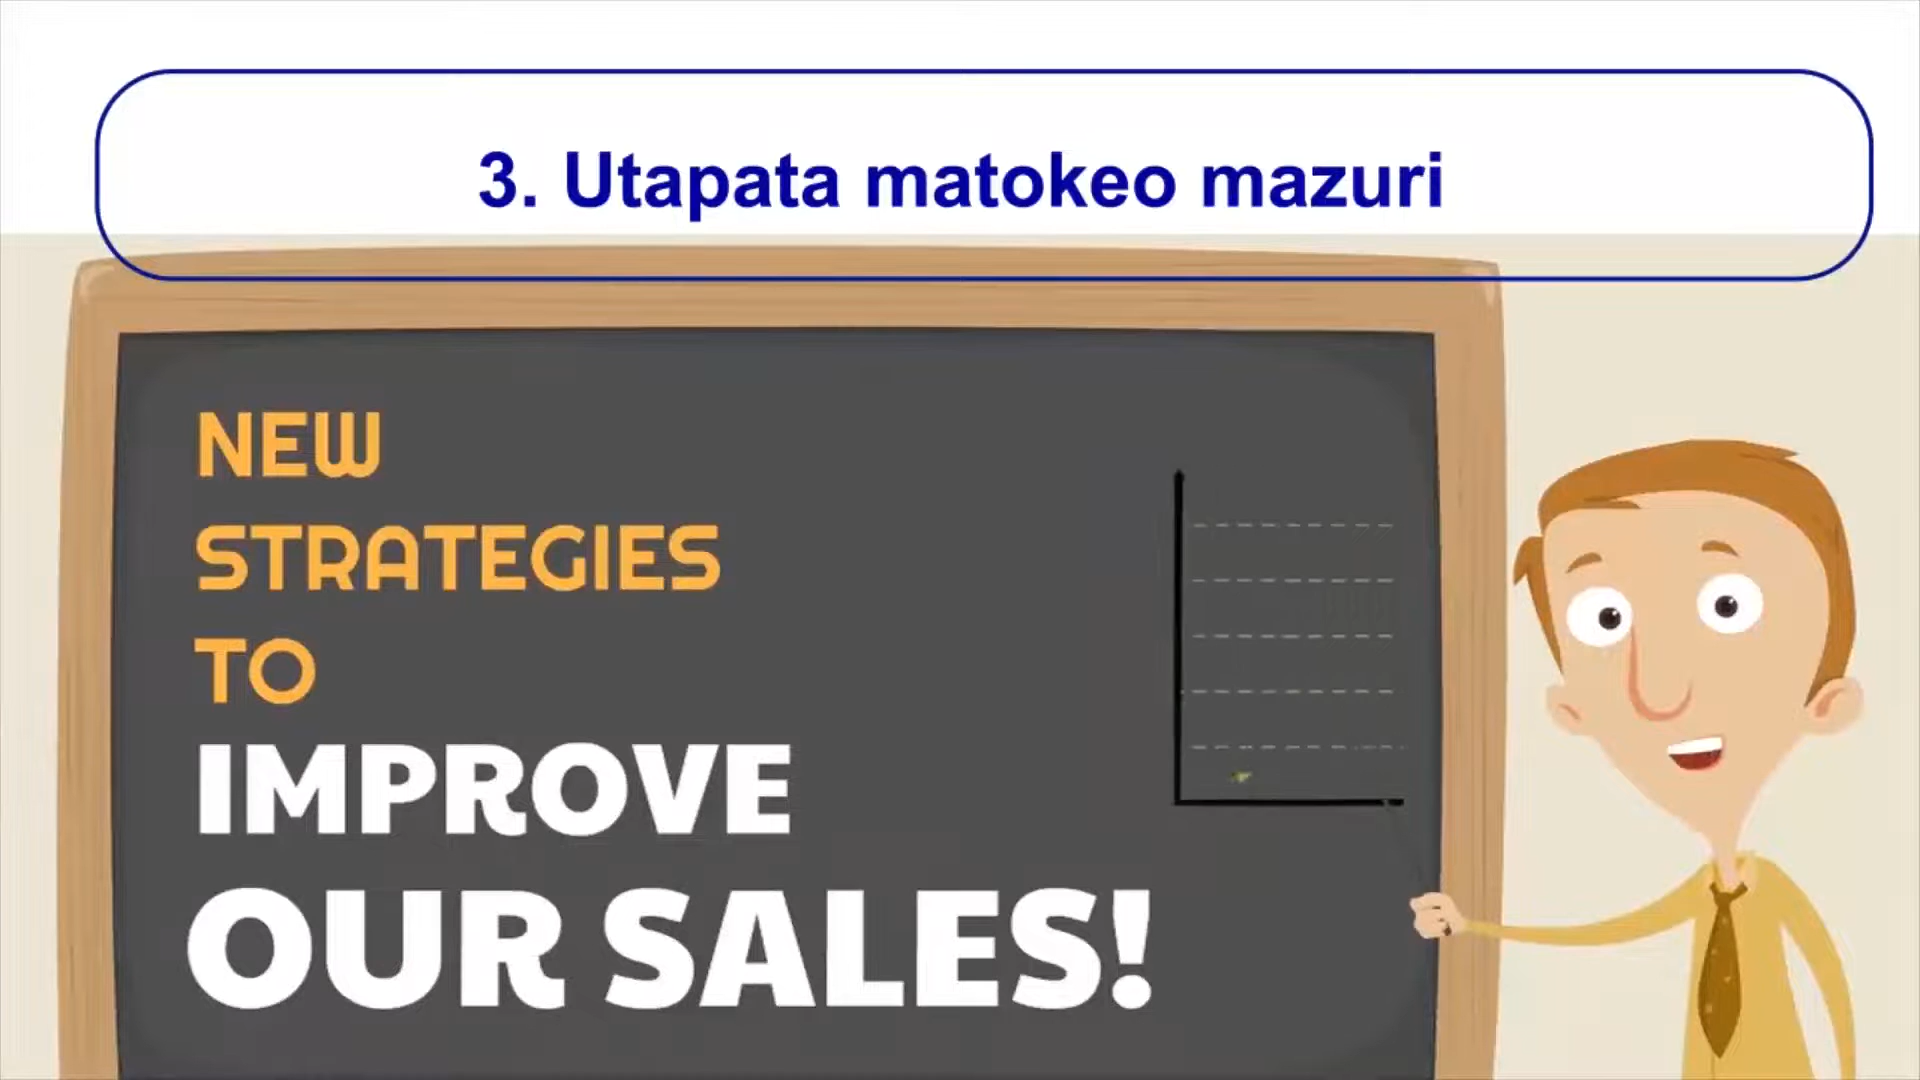 3. Utapata matokeo mazuri
NEW
STRATEGIES
TO
IMPROVE
OUR SALES!